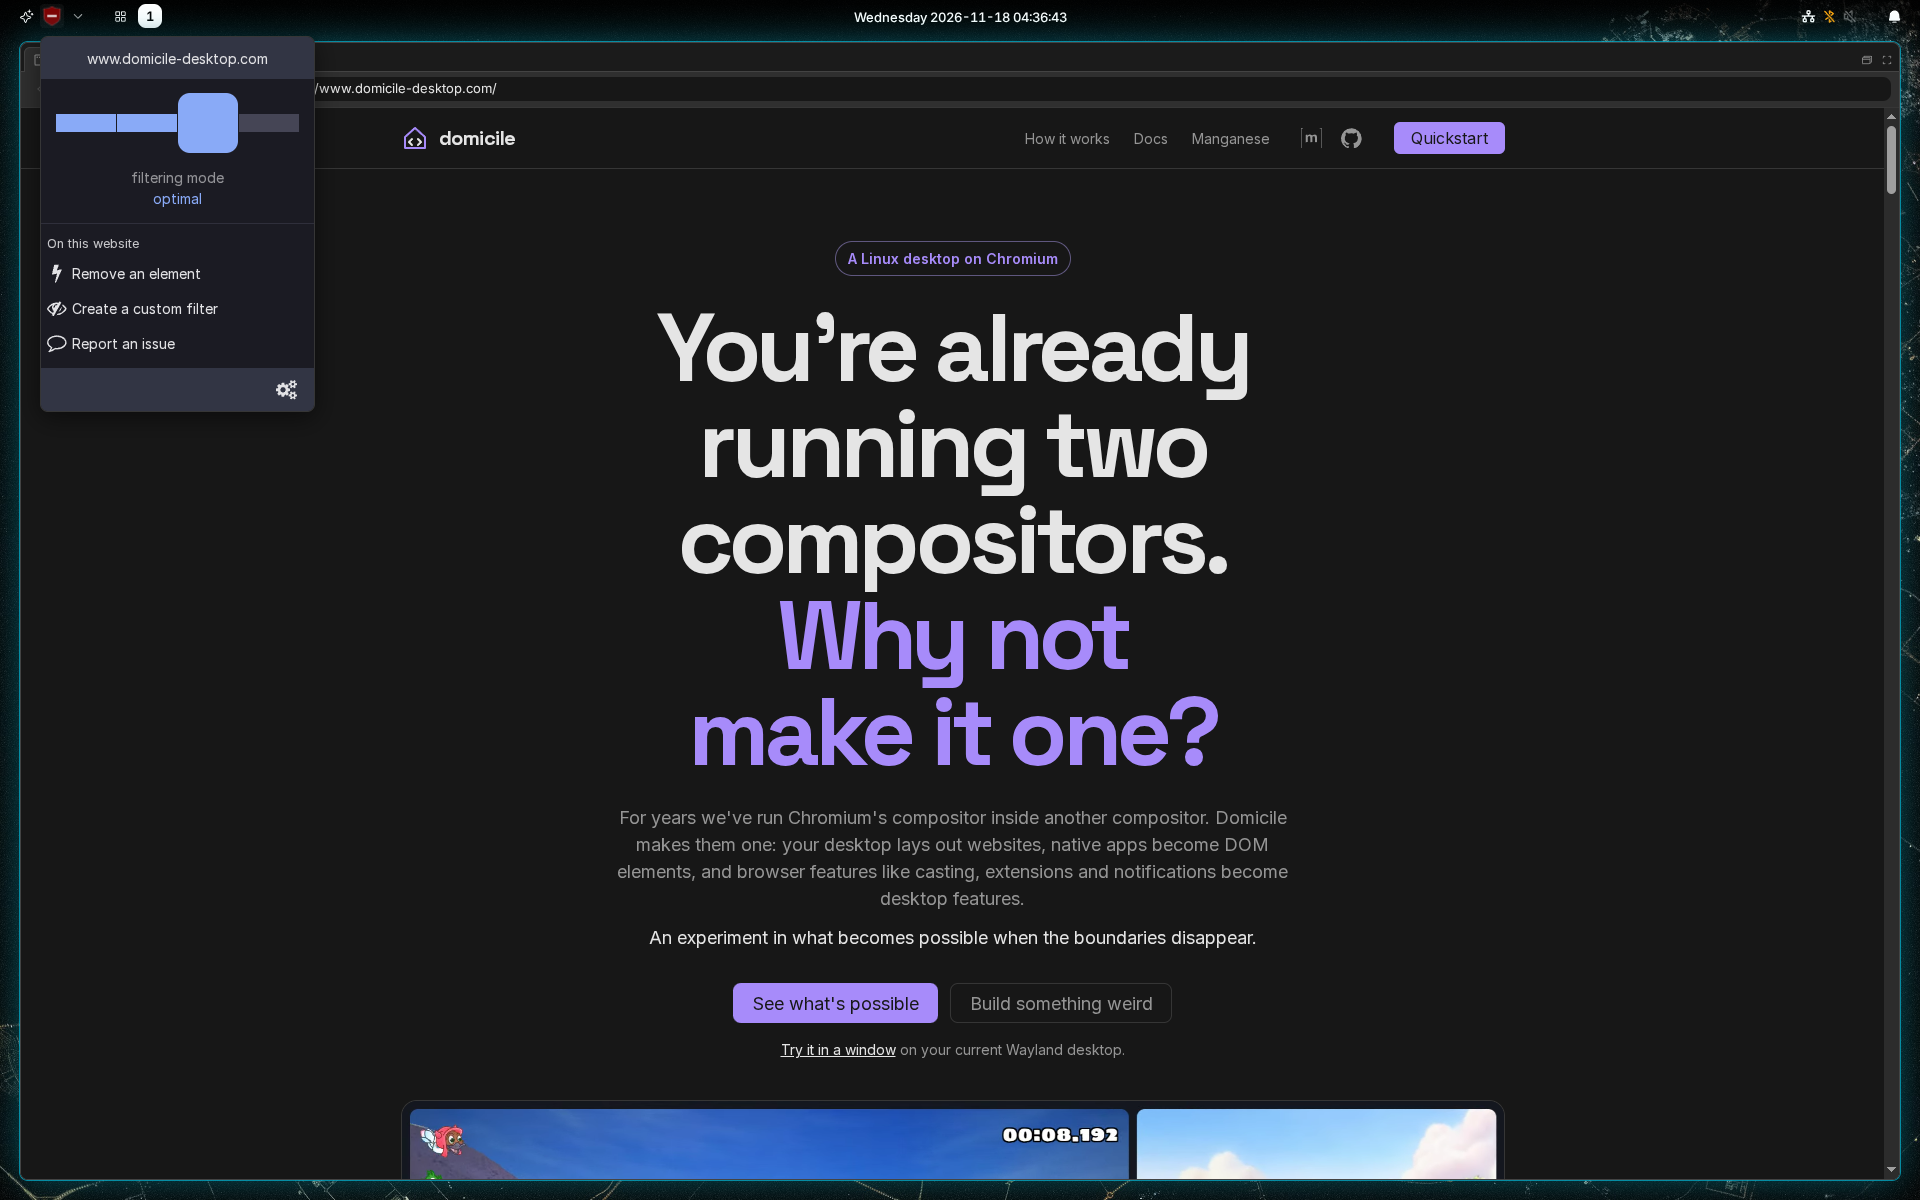 1
Wednesday 2026-11-18 04:36:43
www.domicile-desktop.com
filtering mode
optimal
On this website
Remove an element
Create a custom filter
Report an issue
/www.domicile-desktop.com/
domicile
How it works
Docs
Manganese
[m]
Quickstart
A Linux desktop on Chromium
You're already
running two
compositors.
Why not
make it one?
For years we've run Chromium's compositor inside another compositor. Domicile
makes them one: your desktop lays out websites, native apps become DOM
elements, and browser features like casting, extensions and notifications become
desktop features.
An experiment in what becomes possible when the boundaries disappear.
See what's possible
Build something weird
Try it in a window on your current Wayland desktop.
00:08.192